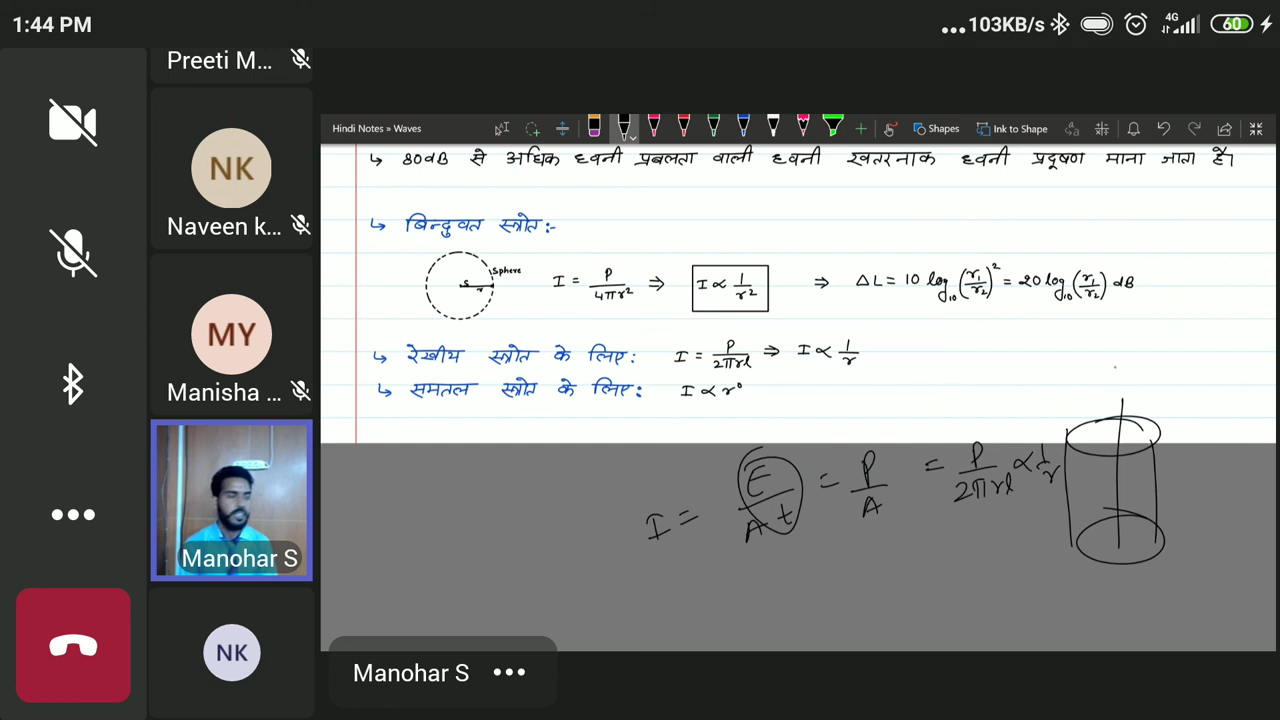 1:44 PM
...103KB/s 4G 60
Preeti M...
NK
Naveen k...
MY
Manisha ...
Manohar S
NK
Manohar S
Hindi Notes » Waves
Shapes
Ink to Shape
↳ 80dB से अधिक ध्वनी प्रबलता वाली ध्वनी खतरनाक ध्वनी प्रदूषण माना जाता है।
↳ बिन्दुवत स्त्रोत:-
S r Sphere I = P/4πr² ⇒ I ∝ 1/r² ⇒ ΔL = 10 log₁₀(r₁/r₂)² = 20 log₁₀(r₁/r₂) dB
↳ रेखीय स्त्रोत के लिए: I = P/2πrl ⇒ I ∝ 1/r
↳ समतल स्त्रोत के लिए: I ∝ r⁰
I = E/At = P/A = P/2πrl ∝ 1/r